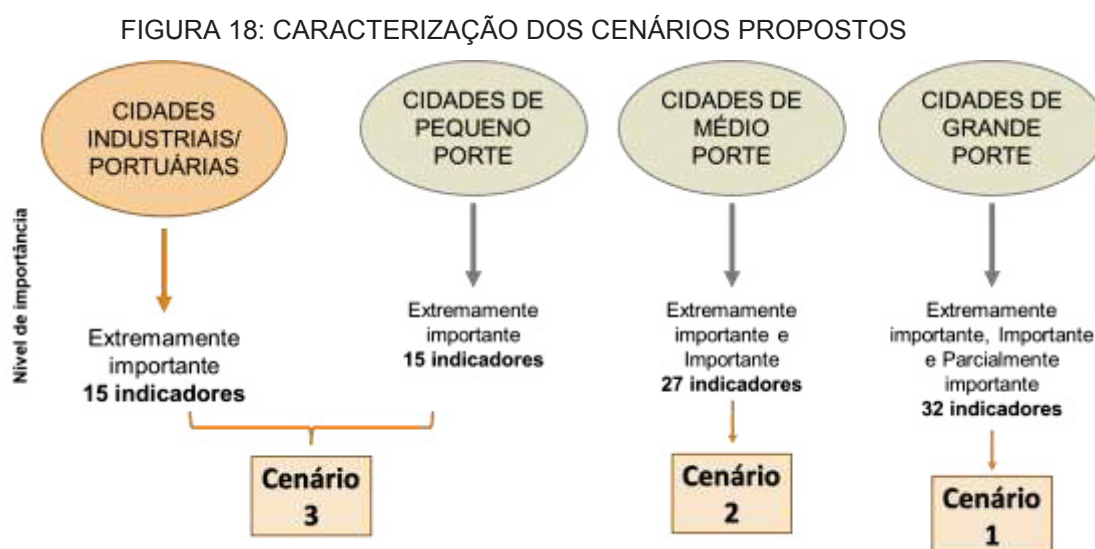 FIGURA 18: CARACTERIZAÇÃO DOS CENÁRIOS PROPOSTOS
CIDADES
INDUSTRIAIS/
PORTUÁRIAS
CIDADES DE
PEQUENO
PORTE
CIDADES DE
MÉDIO
PORTE
CIDADES DE
GRANDE
PORTE
Nível de importância
Extremamente
importante
15 indicadores
Extremamente
importante
15 indicadores
Extremamente
importante e
Importante
27 indicadores
Extremamente
importante, Importante
e Parcialmente
importante
32 indicadores
Cenário
3
Cenário
2
Cenário
1